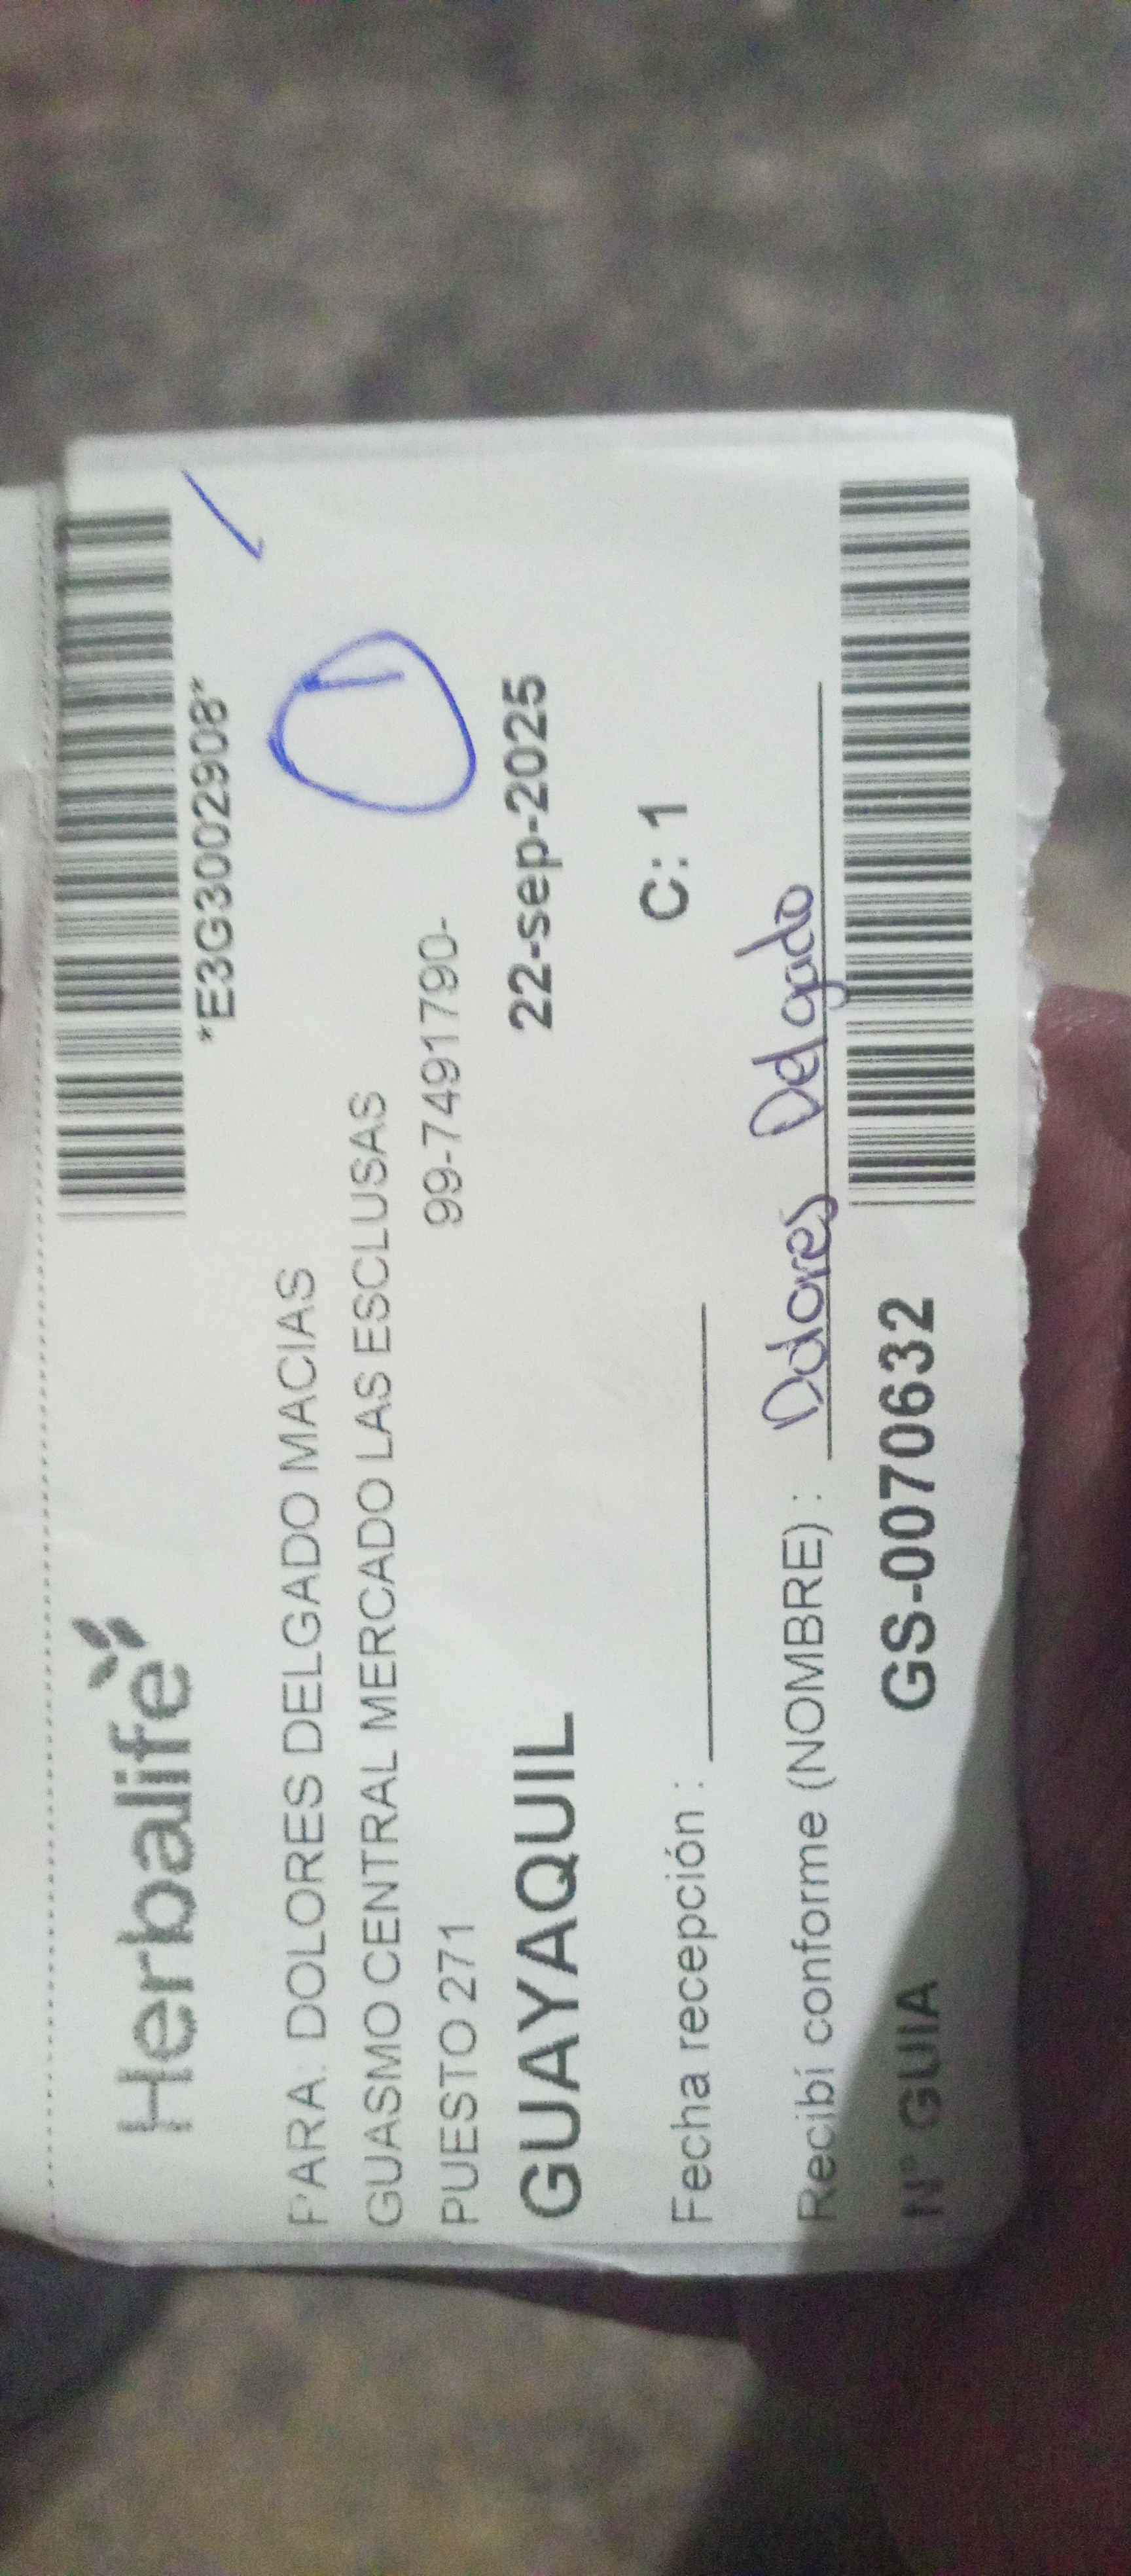 Herbalife
*E3G3002908*
PARA: DOLORES DELGADO MACIAS
GUASMO CENTRAL MERCADO LAS ESCLUSAS
PUESTO 271 99-7491790-
GUAYAQUIL 22-sep-2025
1
C: 1
Fecha recepción :
Recibí conforme (NOMBRE) : Dolores Delgado
N° GUIA GS-0070632